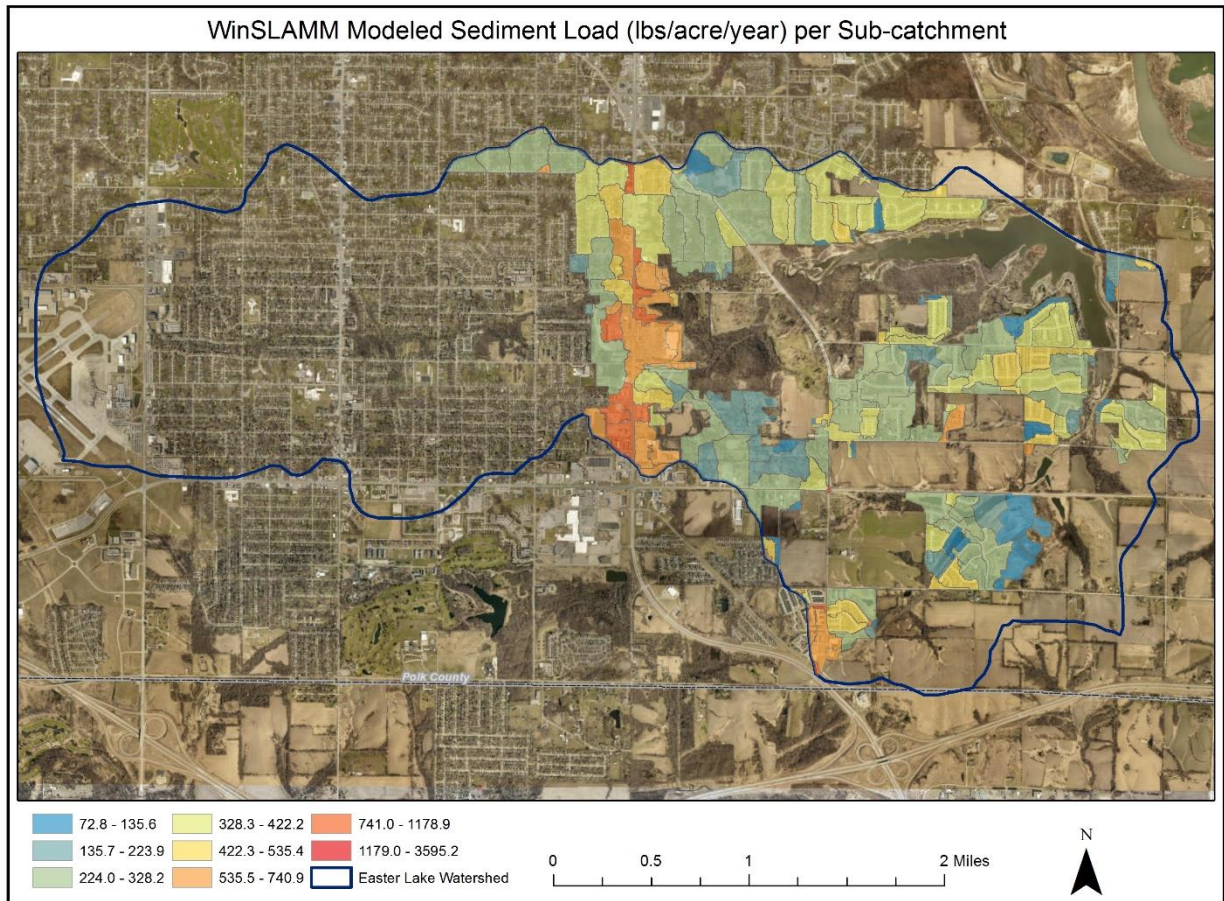 WinSLAMM Modeled Sediment Load (lbs/acre/year) per Sub-catchment
Polk County
72.8 - 135.6
328.3 - 422.2
741.0 - 1178.9
135.7 - 223.9
422.3 - 535.4
1179.0 - 3595.2
224.0 - 328.2
535.5 - 740.9
Easter Lake Watershed
0 0.5 1 2 Miles
N